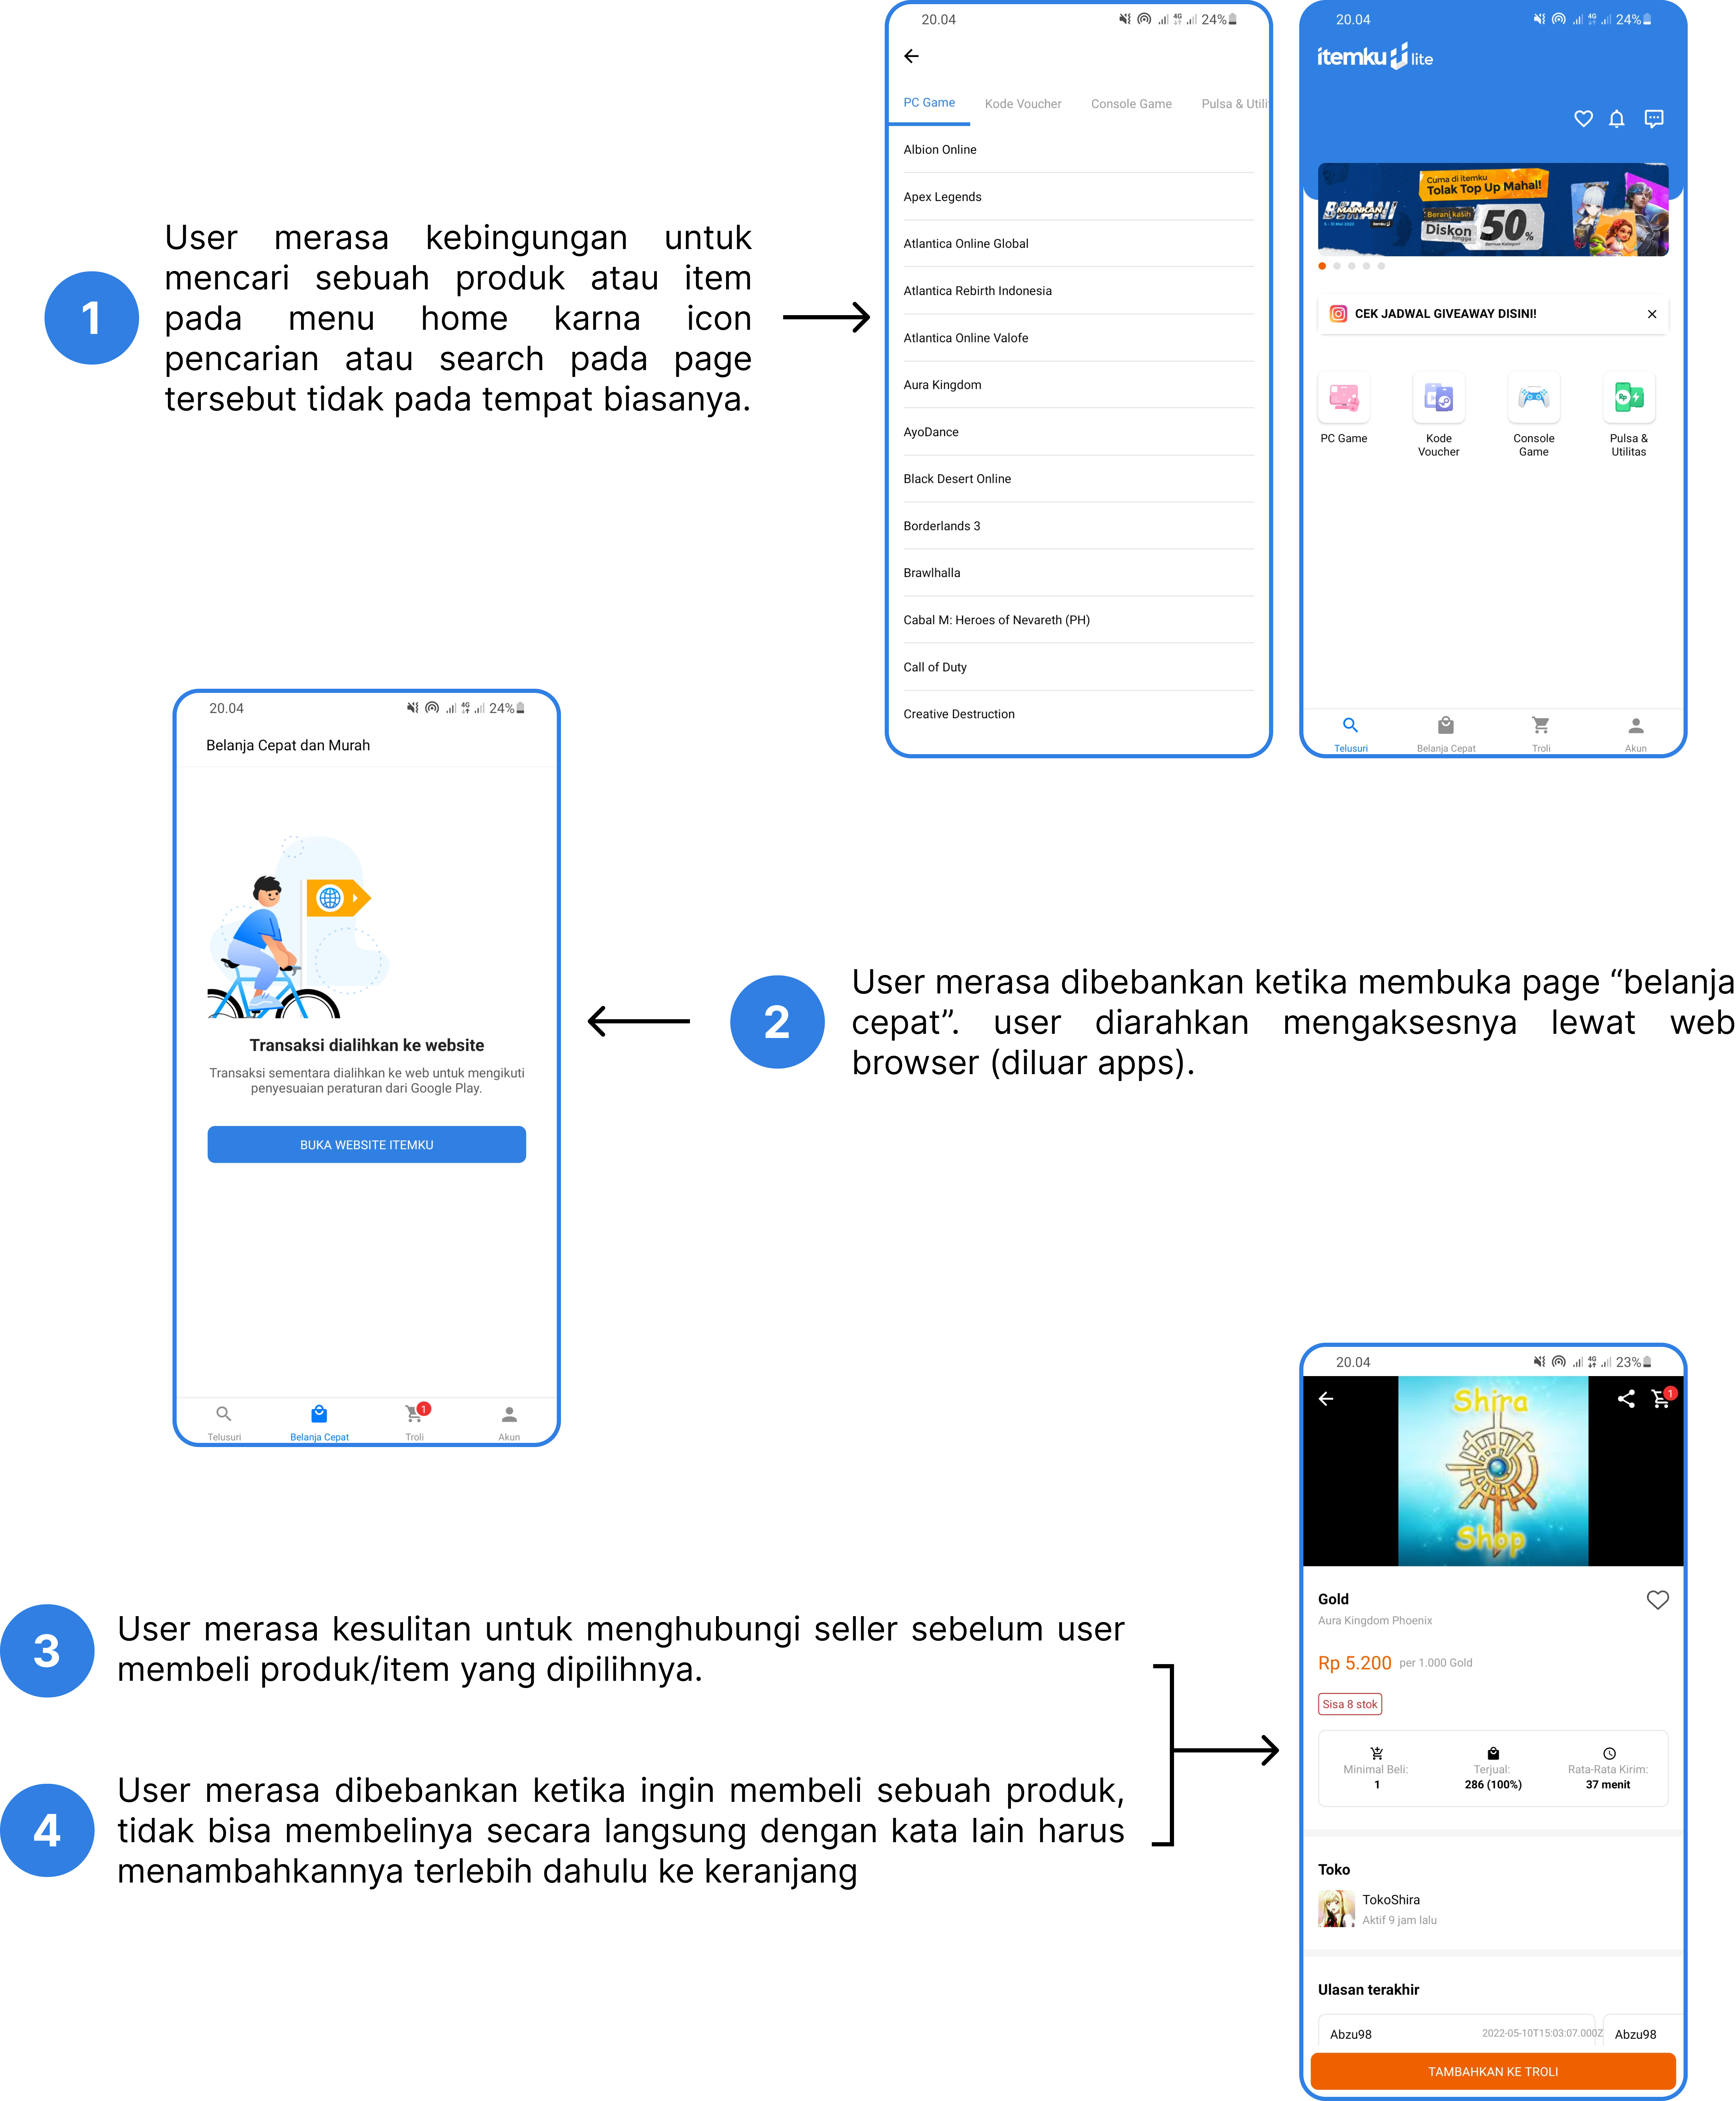 1
User merasa kebingungan untuk
mencari sebuah produk atau item
pada menu home karna icon
pencarian atau search pada page
tersebut tidak pada tempat biasanya.
20.04
4G
24%
PC Game
Kode Voucher
Console Game
Pulsa & Utili
Albion Online
Apex Legends
Atlantica Online Global
Atlantica Rebirth Indonesia
Atlantica Online Valofe
Aura Kingdom
AyoDance
Black Desert Online
Borderlands 3
Brawlhalla
Cabal M: Heroes of Nevareth (PH)
Call of Duty
Creative Destruction
20.04
4G
24%
itemku lite
Cuma di itemku
Tolak Top Up Mahal!
MAINKAN
BERANI
Berani kasih
Diskon
hingga
50%
Semua Kategori
CEK JADWAL GIVEAWAY DISINI!
PC Game
Kode
Voucher
Console
Game
Pulsa &
Utilitas
Telusuri
Belanja Cepat
Troli
Akun
20.04
4G
24%
Belanja Cepat dan Murah
Transaksi dialihkan ke website
Transaksi sementara dialihkan ke web untuk mengikuti
penyesuaian peraturan dari Google Play.
BUKA WEBSITE ITEMKU
Telusuri
Belanja Cepat
1
Troli
Akun
2
User merasa dibebankan ketika membuka page “belanja
cepat”. user diarahkan mengaksesnya lewat web
browser (diluar apps).
3
User merasa kesulitan untuk menghubungi seller sebelum user
membeli produk/item yang dipilihnya.
4
User merasa dibebankan ketika ingin membeli sebuah produk,
tidak bisa membelinya secara langsung dengan kata lain harus
menambahkannya terlebih dahulu ke keranjang
20.04
4G
23%
1
Shira
Shop
Gold
Aura Kingdom Phoenix
Rp 5.200 per 1.000 Gold
Sisa 8 stok
Minimal Beli:
1
Terjual:
286 (100%)
Rata-Rata Kirim:
37 menit
Toko
TokoShira
Aktif 9 jam lalu
Ulasan terakhir
Abzu98
2022-05-10T15:03:07.000Z
Abzu98
TAMBAHKAN KE TROLI